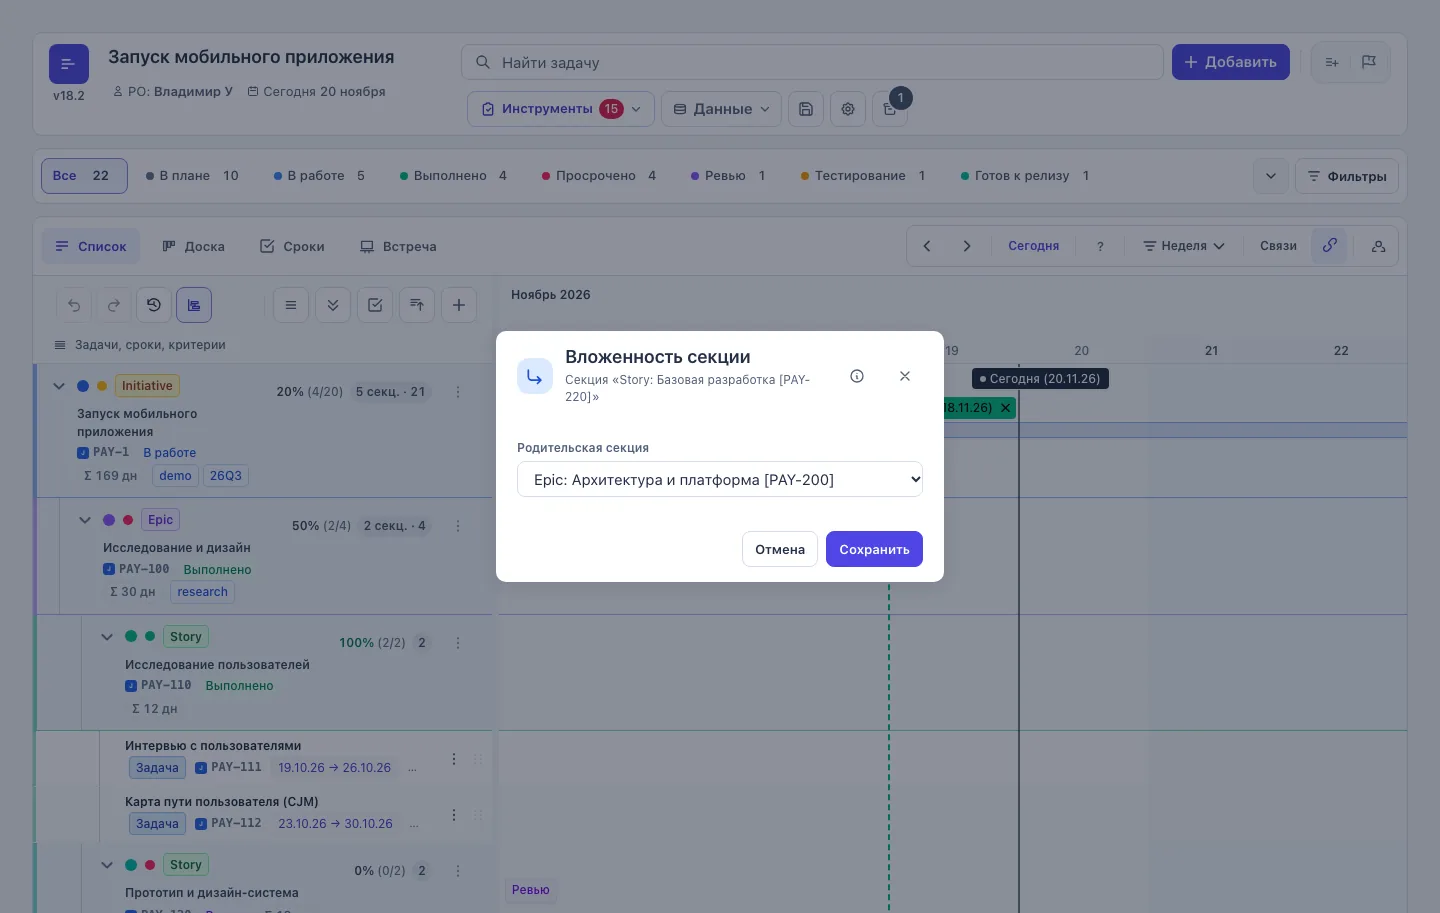 Запуск мобильного приложения
v18.2
PO: Владимир У
Сегодня 20 ноября
Найти задачу
Добавить
Инструменты 15
Данные
1
Все 22
В плане 10
В работе 5
Выполнено 4
Просрочено 4
Ревью 1
Тестирование 1
Готов к релизу 1
Фильтры
Список
Доска
Сроки
Встреча
Сегодня
?
Неделя
Связи
Ноябрь 2026
Задачи, сроки, критерии
19
20
21
22
Сегодня (20.11.26)
18.11.26)
Initiative
20% (4/20) 5 секц. · 21
Запуск мобильного
приложения
PAY-1 В работе
Σ 169 дн demo 26Q3
Epic
50% (2/4) 2 секц. · 4
Исследование и дизайн
PAY-100 Выполнено
Σ 30 дн research
Story
100% (2/2) 2
Исследование пользователей
PAY-110 Выполнено
Σ 12 дн
Интервью с пользователями
Задача PAY-111 19.10.26 → 26.10.26 ...
Карта пути пользователя (CJM)
Задача PAY-112 23.10.26 → 30.10.26 ...
Story
0% (0/2) 2
Прототип и дизайн-система
Ревью
Вложенность секции
Секция «Story: Базовая разработка [PAY-
220]»
Родительская секция
Epic: Архитектура и платформа [PAY-200]
Отмена
Сохранить